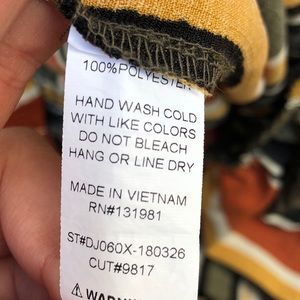 100% POLYESTER
HAND WASH COLD
WITH LIKE COLORS
DO NOT BLEACH
HANG OR LINE DRY
MADE IN VIETNAM
RN#131981
ST#DJ060X-180326
CUT#9817
⚠ WARNING